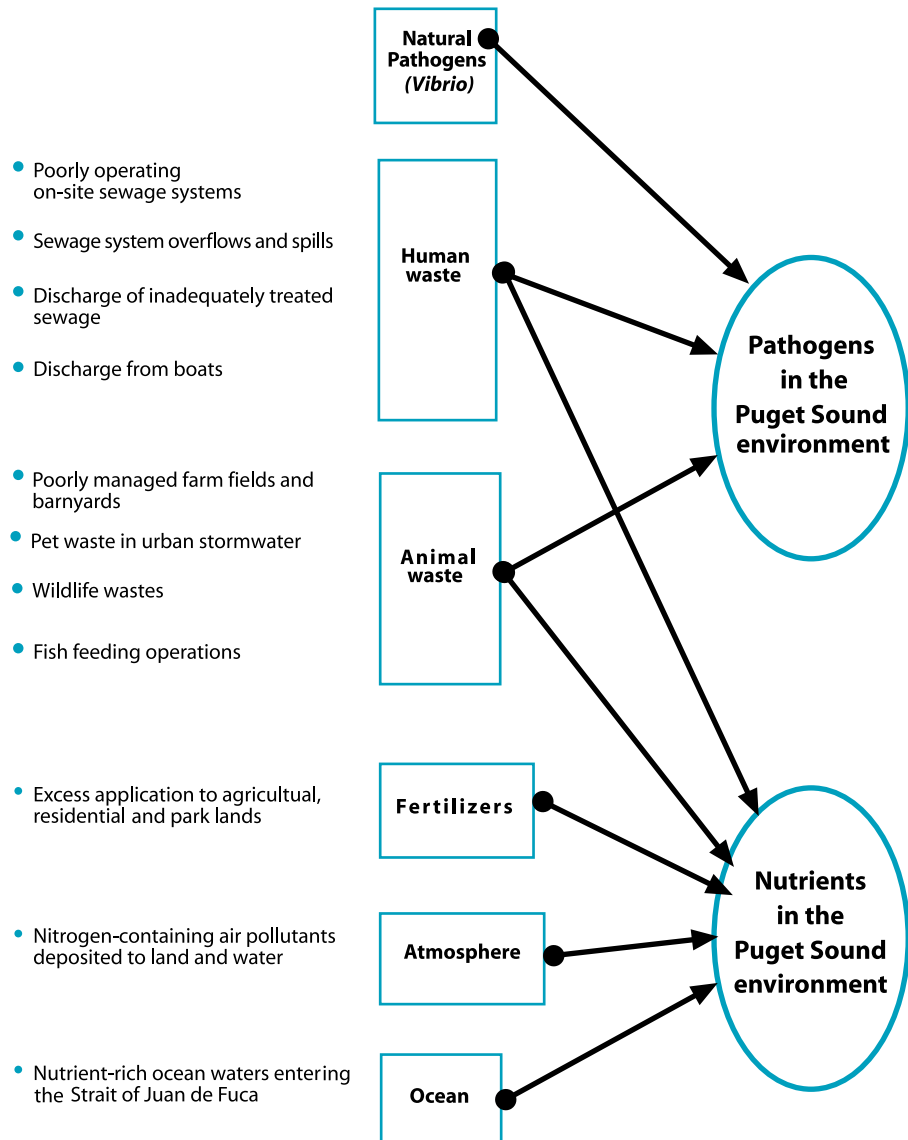 Natural
Pathogens
(Vibrio)
• Poorly operating
on-site sewage systems
• Sewage system overflows and spills
• Discharge of inadequately treated
sewage
• Discharge from boats
Human
waste
Pathogens
in the
Puget Sound
environment
• Poorly managed farm fields and
barnyards
• Pet waste in urban stormwater
• Wildlife wastes
• Fish feeding operations
Animal
waste
• Excess application to agricultual,
residential and park lands
Fertilizers
Nutrients
in the
Puget Sound
environment
• Nitrogen-containing air pollutants
deposited to land and water
Atmosphere
• Nutrient-rich ocean waters entering
the Strait of Juan de Fuca
Ocean